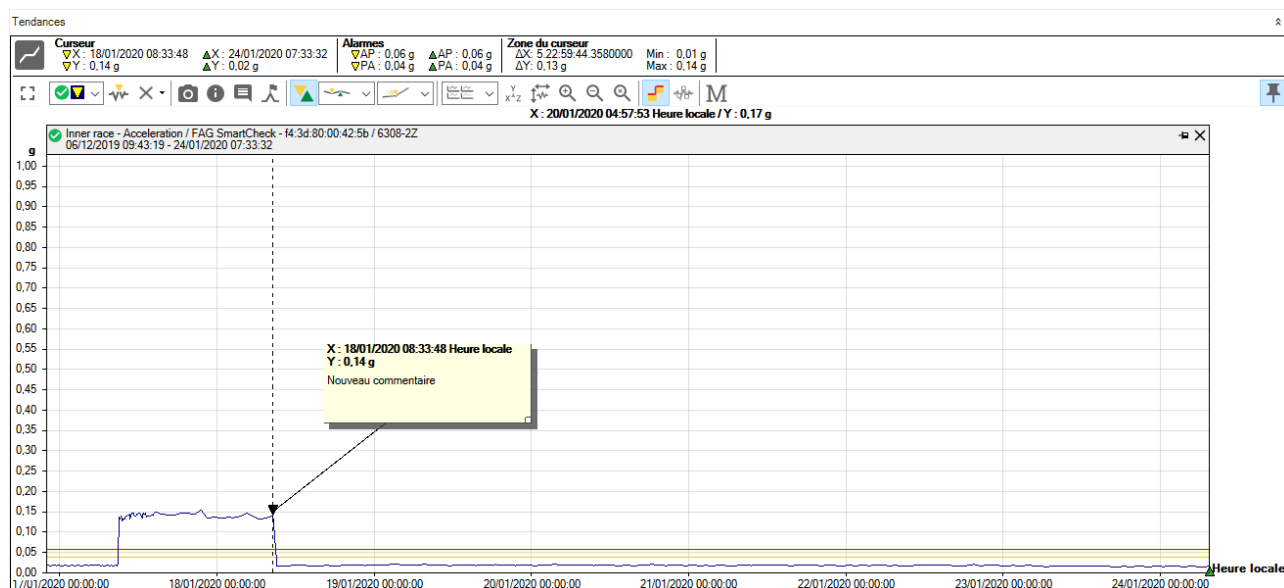 Tendances
Curseur
X : 18/01/2020 08:33:48 X : 24/01/2020 07:33:32
Y : 0,14 g Y : 0,02 g
Alarmes
AP : 0,06 g AP : 0,06 g
PA : 0,04 g PA : 0,04 g
Zone du curseur
ΔX: 5.22:59:44.3580000 Min : 0,01 g
ΔY: 0,13 g Max : 0,14 g
M
X : 20/01/2020 04:57:53 Heure locale / Y : 0,17 g
Inner race - Acceleration / FAG SmartCheck - f4:3d:80:00:42:5b / 6308-2Z
06/12/2019 09:43:19 - 24/01/2020 07:33:32
g
1,00
0,95
0,90
0,85
0,80
0,75
0,70
0,65
0,60
0,55
0,50
0,45
0,40
0,35
0,30
0,25
0,20
0,15
0,10
0,05
0,00
X : 18/01/2020 08:33:48 Heure locale
Y : 0,14 g
Nouveau commentaire
17/01/2020 00:00:00 18/01/2020 00:00:00 19/01/2020 00:00:00 20/01/2020 00:00:00 21/01/2020 00:00:00 22/01/2020 00:00:00 23/01/2020 00:00:00 24/01/2020 00:00:00 Heure locale